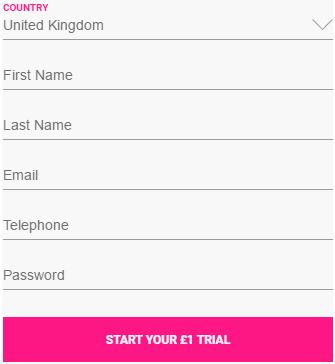 COUNTRY
United Kingdom
First Name
Last Name
Email
Telephone
Password
START YOUR £1 TRIAL